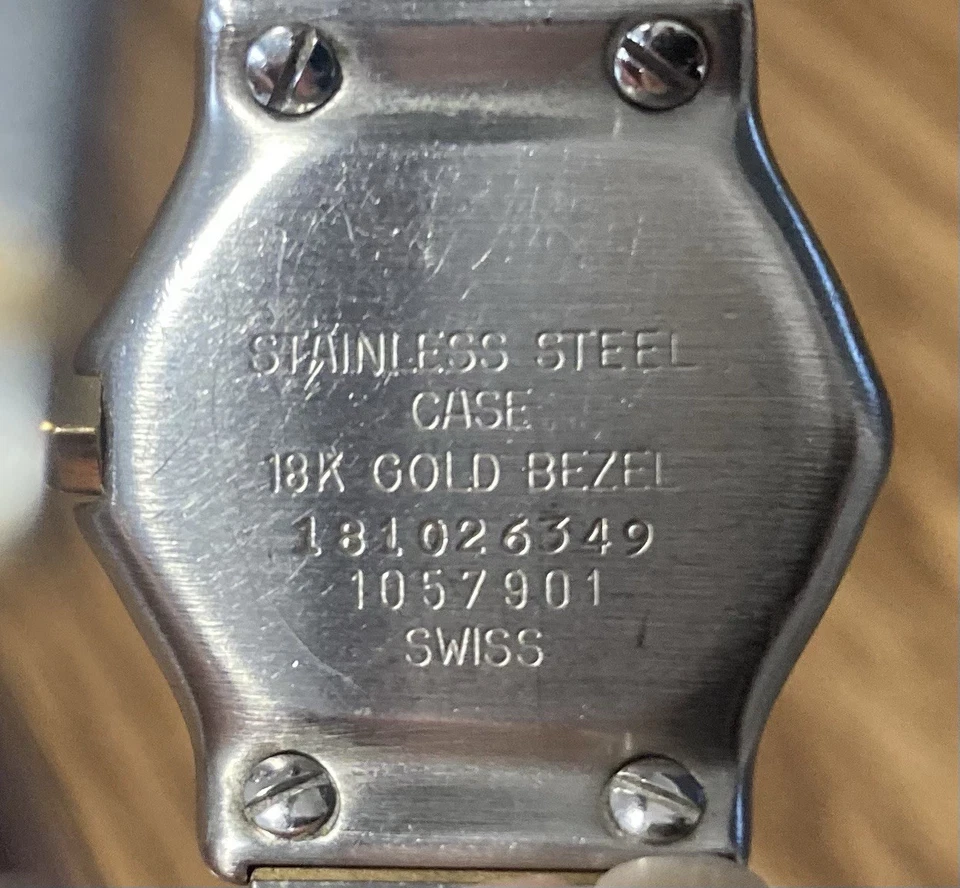 STAINLESS STEEL
CASE
18K GOLD BEZEL
181026349
1057901
SWISS